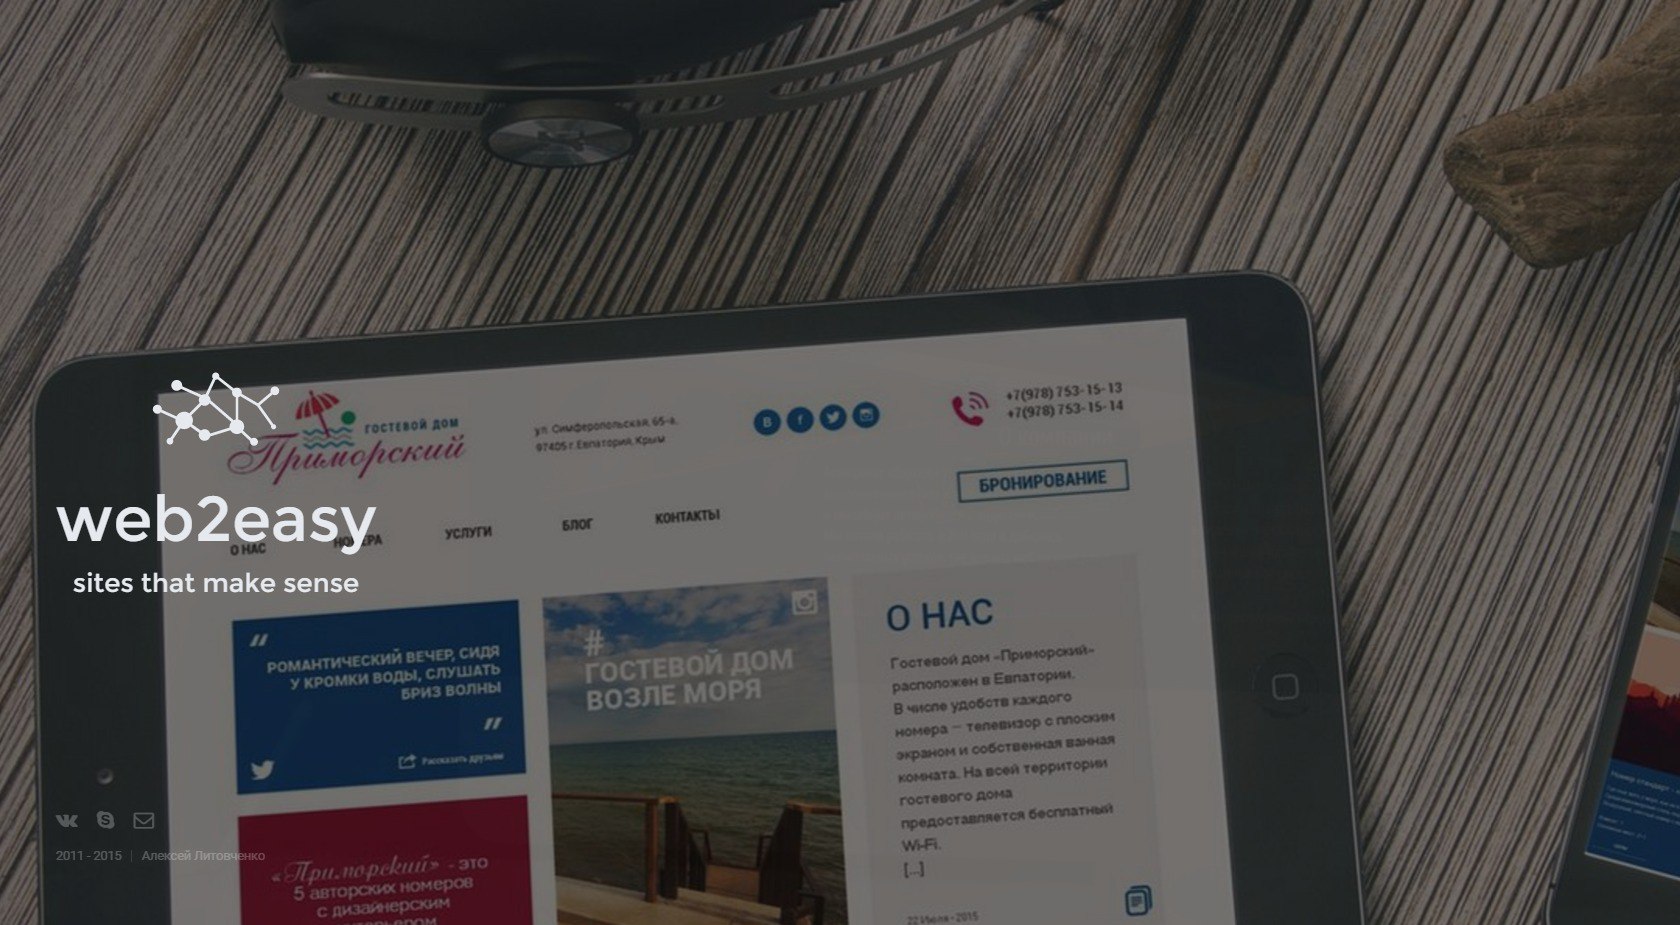 ГОСТЕВОЙ ДОМ
Приморский
ул. Симферопольская, 65-а,
97405 г. Евпатория, Крым
+7(978) 753-15-13
+7(978) 753-15-14
БРОНИРОВАНИЕ
web2easy
sites that make sense
О НАС
НОМЕРА
УСЛУГИ
БЛОГ
КОНТАКТЫ
РОМАНТИЧЕСКИЙ ВЕЧЕР, СИДЯ
У КРОМКИ ВОДЫ, СЛУШАТЬ
БРИЗ ВОЛНЫ
Рассказать друзьям
#
ГОСТЕВОЙ ДОМ
ВОЗЛЕ МОРЯ
О НАС
Гостевой дом «Приморский»
расположен в Евпатории.
В числе удобств каждого
номера – телевизор с плоским
экраном и собственная ванная
комната. На всей территории
гостевого дома
предоставляется бесплатный
Wi-Fi.
[...]
22 Июля - 2015
«Приморский» - это
5 авторских номеров
с дизайнерским
2011 - 2015 | Алексей Литовченко
Номер стандарт